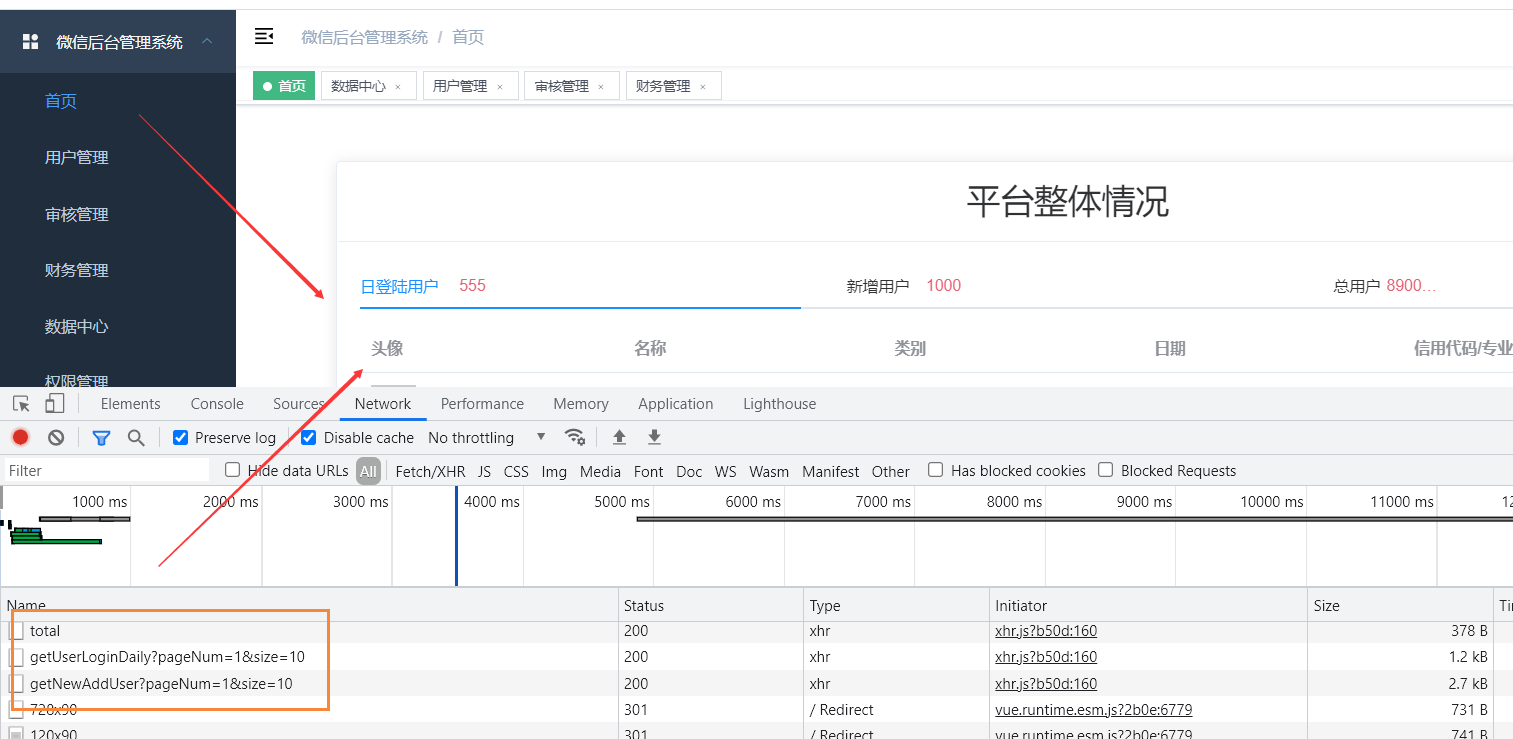 微信后台管理系统
首页
用户管理
审核管理
财务管理
数据中心
权限管理
微信后台管理系统 / 首页
首页 数据中心 × 用户管理 × 审核管理 × 财务管理 ×
平台整体情况
日登陆用户 555 新增用户 1000 总用户 8900...
头像 名称 类别 日期 信用代码/专业
Elements Console Sources Network Performance Memory Application Lighthouse
Preserve log Disable cache No throttling
Filter Hide data URLs All Fetch/XHR JS CSS Img Media Font Doc WS Wasm Manifest Other Has blocked cookies Blocked Requests
1000 ms 2000 ms 3000 ms 4000 ms 5000 ms 6000 ms 7000 ms 8000 ms 9000 ms 10000 ms 11000 ms 12
Name Status Type Initiator Size Ti
total 200 xhr xhr.js?b50d:160 378 B
getUserLoginDaily?pageNum=1&size=10 200 xhr xhr.js?b50d:160 1.2 kB
getNewAddUser?pageNum=1&size=10 200 xhr xhr.js?b50d:160 2.7 kB
728x90 301 / Redirect vue.runtime.esm.js?2b0e:6779 731 B
120x90 301 / Redirect vue.runtime.esm.js?2b0e:6779 741 B